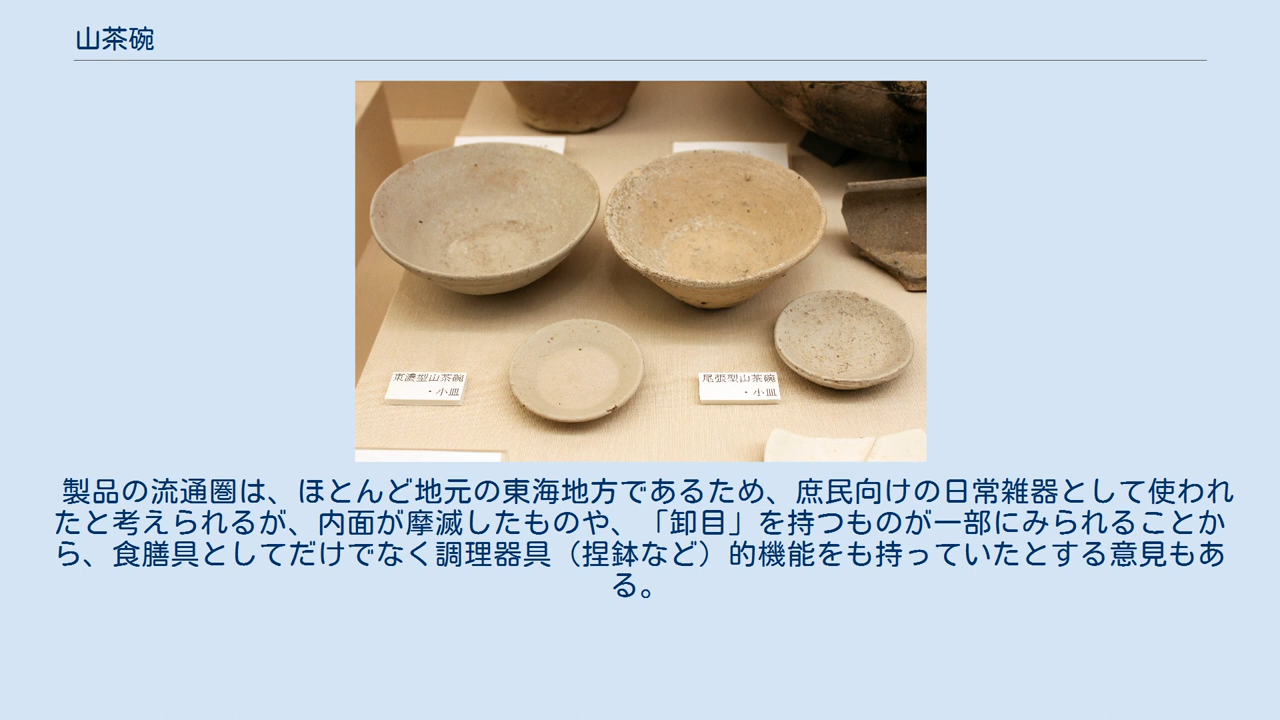 山茶碗
東濃型山茶碗
・小皿
尾張型山茶碗
・小皿
製品の流通圏は、ほとんど地元の東海地方であるため、庶民向けの日常雑器として使われ
たと考えられるが、内面が摩滅したものや、「卸目」を持つものが一部にみられることか
ら、食膳具としてだけでなく調理器具（捏鉢など）的機能をも持っていたとする意見もあ
る。